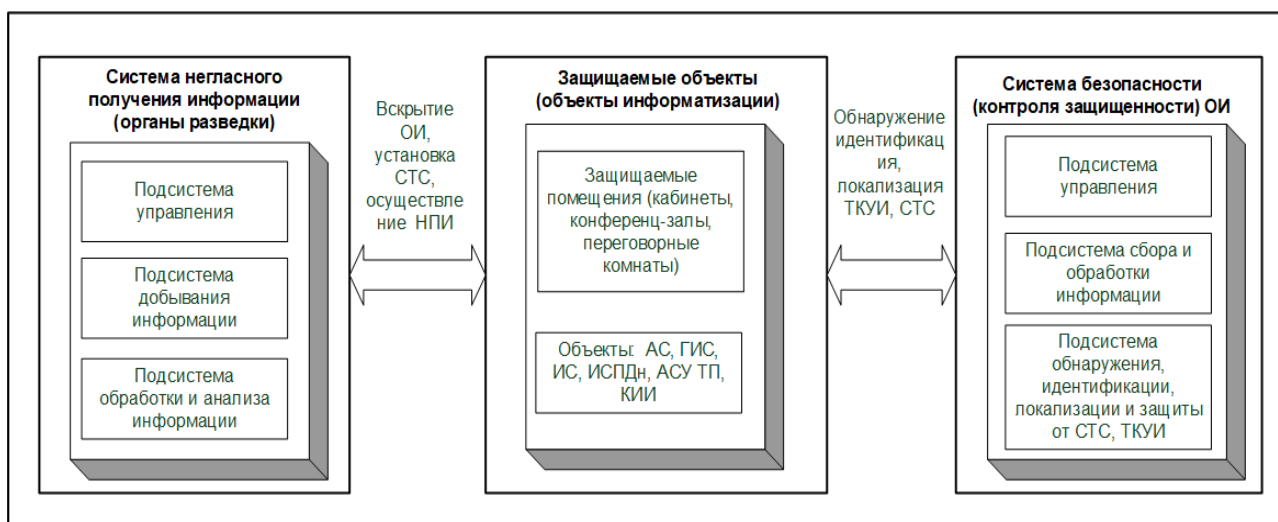 Система негласного
получения информации
(органы разведки)
Подсистема
управления
Подсистема
добывания
информации
Подсистема
обработки и анализа
информации
Вскрытие
ОИ,
установка
СТС,
осуществле
ние НПИ
Защищаемые объекты
(объекты информатизации)
Защищаемые
помещения (кабинеты,
конференц-залы,
переговорные
комнаты)
Объекты: АС, ГИС,
ИС, ИСПДн, АСУ ТП,
КИИ
Обнаружение
идентификац
ия,
локализация
ТКУИ, СТС
Система безопасности
(контроля защищенности) ОИ
Подсистема
управления
Подсистема сбора и
обработки
информации
Подсистема
обнаружения,
идентификации,
локализации и защиты
от СТС, ТКУИ